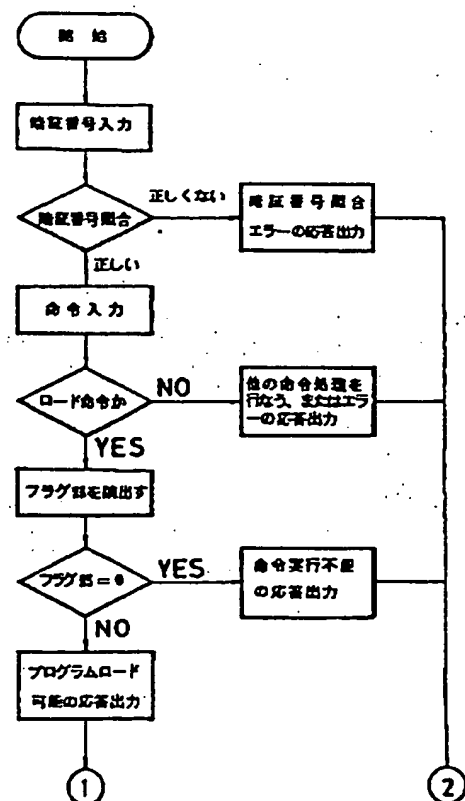 開始
暗証番号入力
暗証番号照合
正しくない
暗証番号照合
エラーの応答出力
正しい
命令入力
ロード命令か
NO
他の命令処理を
行なう、またはエラ
ーの応答出力
YES
フラグ部を読出す
フラグ部=0
YES
命令実行不能
の応答出力
NO
プログラムロード
可能の応答出力
1
2